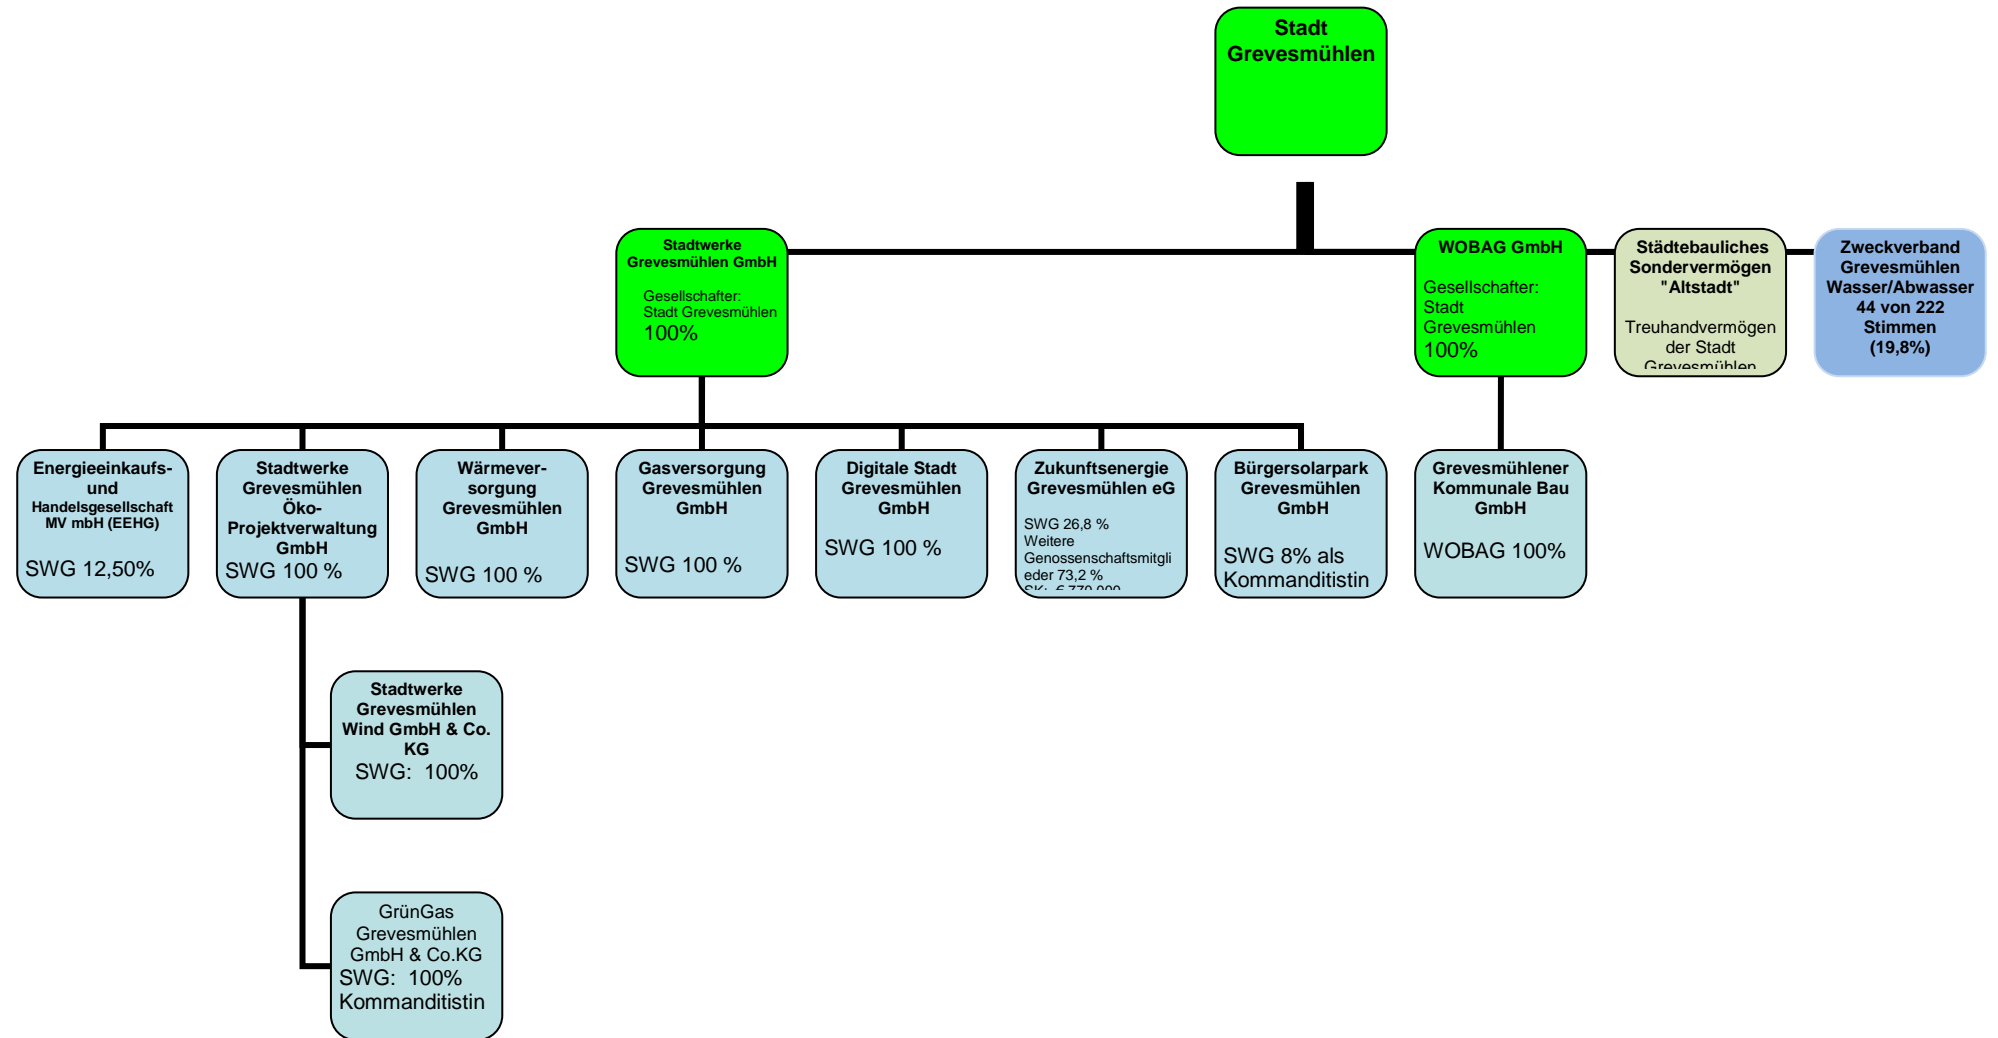 Stadt
Grevesmühlen
Stadtwerke
Grevesmühlen GmbH
Gesellschafter:
Stadt Grevesmühlen
100%
WOBAG GmbH
Gesellschafter:
Stadt
Grevesmühlen
100%
Städtebauliches
Sondervermögen
"Altstadt"
Treuhandvermögen
der Stadt
Grevesmühlen
Zweckverband
Grevesmühlen
Wasser/Abwasser
44 von 222
Stimmen
(19,8%)
Energieeinkaufs-
und
Handelsgesellschaft
MV mbH (EEHG)
SWG 12,50%
Stadtwerke
Grevesmühlen
Öko-
Projektverwaltung
GmbH
SWG 100 %
Wärmever-
sorgung
Grevesmühlen
GmbH
SWG 100 %
Gasversorgung
Grevesmühlen
GmbH
SWG 100 %
Digitale Stadt
Grevesmühlen
GmbH
SWG 100 %
Zukunftsenergie
Grevesmühlen eG
SWG 26,8 %
Weitere
Genossenschaftsmitgli
eder 73,2 %
SK: € 770.000
Bürgersolarpark
Grevesmühlen
GmbH
SWG 8% als
Kommanditistin
Grevesmühlener
Kommunale Bau
GmbH
WOBAG 100%
Stadtwerke
Grevesmühlen
Wind GmbH & Co.
KG
SWG: 100%
GrünGas
Grevesmühlen
GmbH & Co.KG
SWG: 100%
Kommanditistin